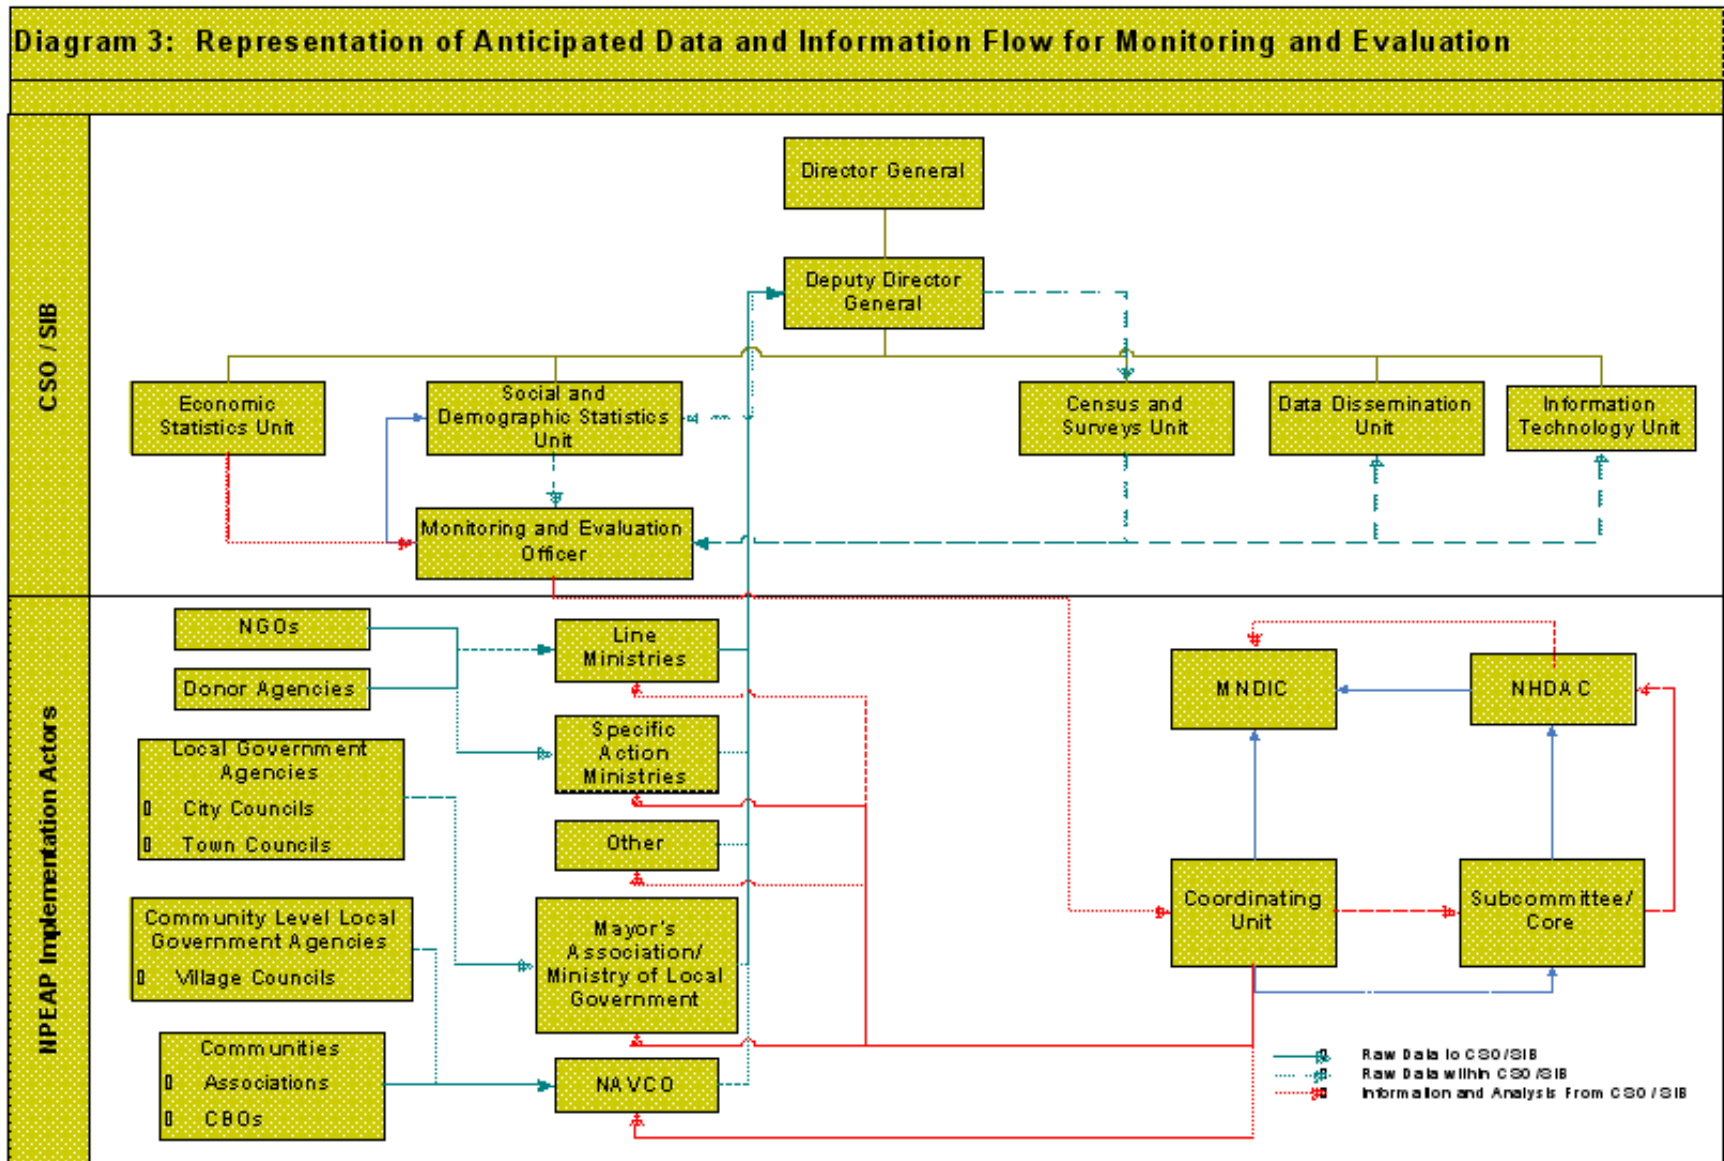 Diagram 3: Representation of Anticipated Data and Information Flow for Monitoring and Evaluation
CSO / SIB
Director General
Deputy Director
General
Economic
Statistics Unit
Social and
Demographic Statistics
Unit
Census and
Surveys Unit
Data Dissemination
Unit
Information
Technology Unit
Monitoring and Evaluation
Officer
NPEAP Implementation Actors
NGOs
Donor Agencies
Local Government
Agencies
City Councils
Town Councils
Community Level Local
Government Agencies
Village Councils
Communities
Associations
CBOs
Line
Ministries
Specific
Action
Ministries
Other
Mayor's
Association/
Ministry of Local
Government
NAVCO
MNDIC
NHDAC
Coordinating
Unit
Subcommittee/
Core
Raw Data to CSO/SIB
Raw Data within CSO/SIB
Information and Analysis From CSO/SIB